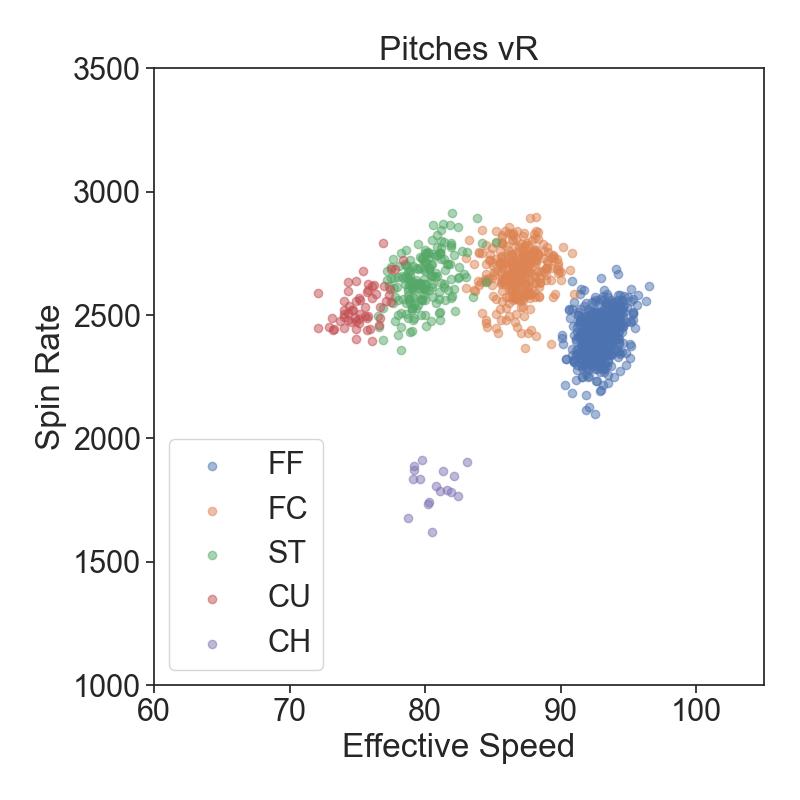 Pitches vR
3500
3000
2500
2000
1500
1000
Spin Rate
FF
FC
ST
CU
CH
60 70 80 90 100
Effective Speed